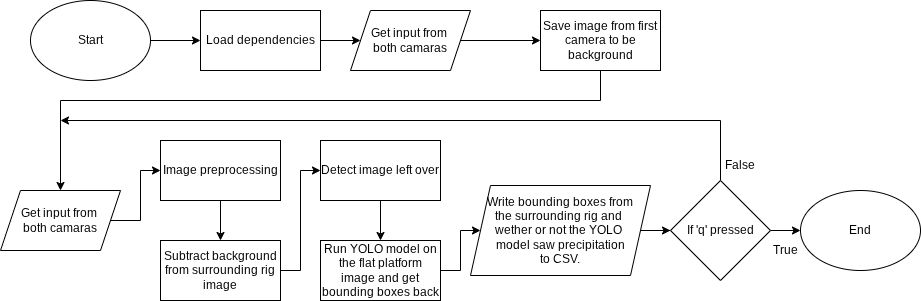 Start
Load dependencies
Get input from
both camaras
Save image from first
camera to be
background
Get input from
both camaras
Image preprocessing
Subtract background
from surrounding rig
image
Detect image left over
Run YOLO model on
the flat platform
image and get
bounding boxes back
Write bounding boxes from
the surrounding rig and
wether or not the YOLO
model saw precipitation
to CSV.
If 'q' pressed
False
True
End